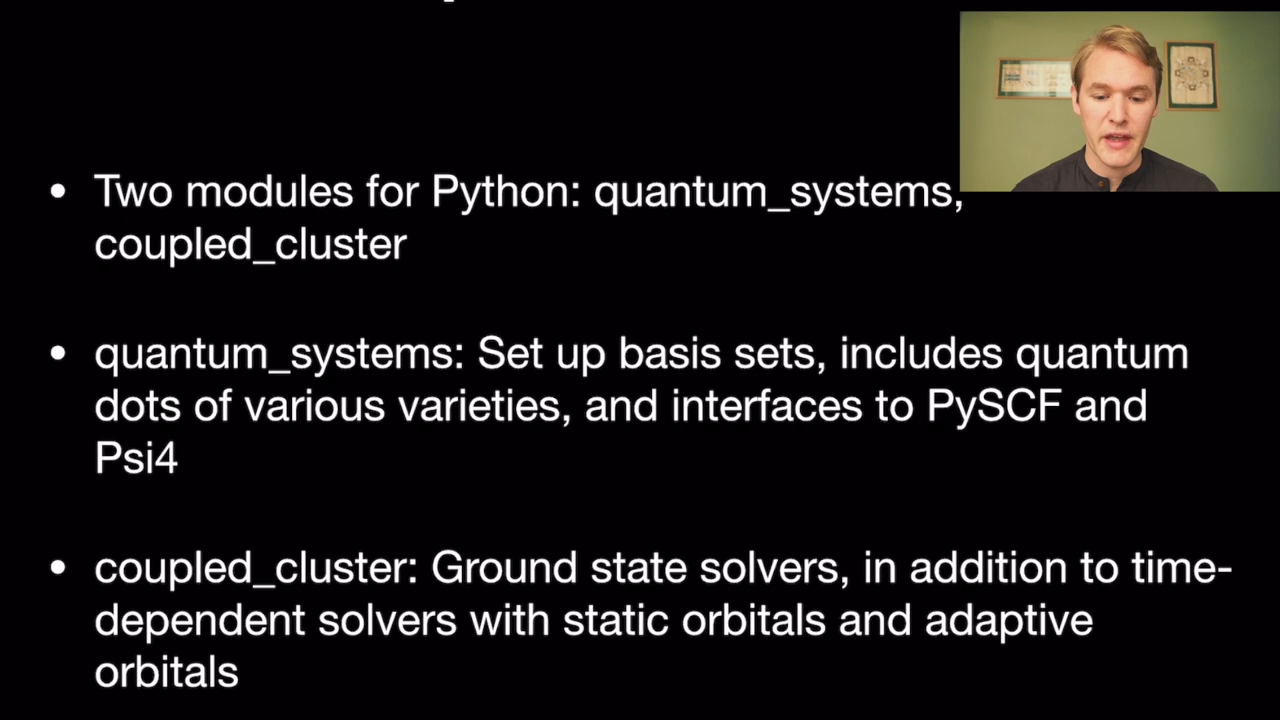 • Two modules for Python: quantum_systems,
coupled_cluster
• quantum_systems: Set up basis sets, includes quantum
dots of various varieties, and interfaces to PySCF and
Psi4
• coupled_cluster: Ground state solvers, in addition to time-
dependent solvers with static orbitals and adaptive
orbitals